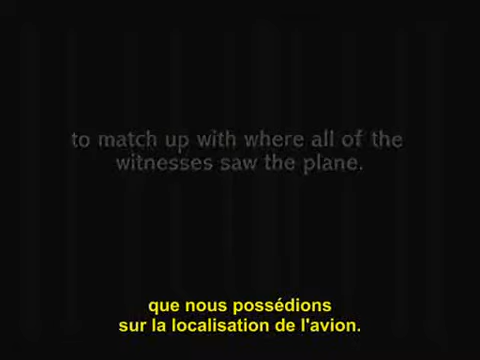 to match up with where all of the
witnesses saw the plane.
que nous possédions
sur la localisation de l'avion.